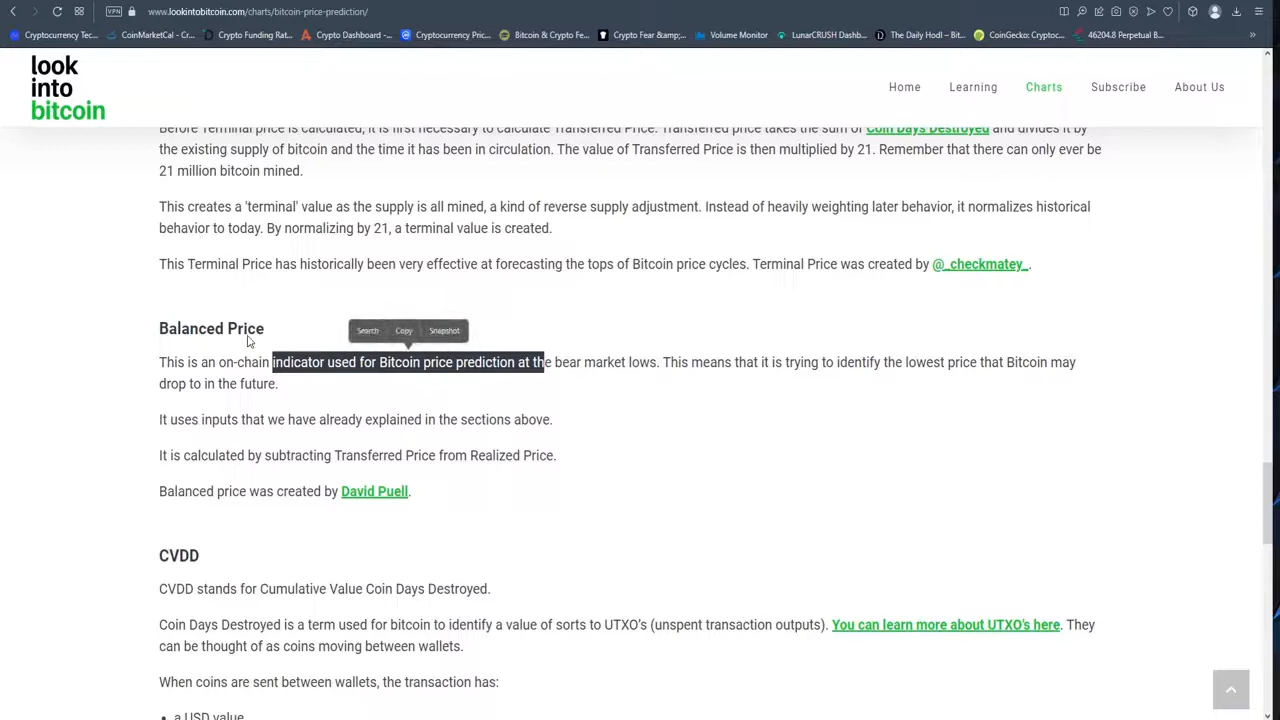 www.lookintobitcoin.com/charts/bitcoin-price-prediction/
VPN
Cryptocurrency Tec...
CoinMarketCal - Cr...
Crypto Funding Rat...
Crypto Dashboard -...
Cryptocurrency Pric...
Bitcoin & Crypto Fe...
Crypto Fear &amp;...
Volume Monitor
LunarCRUSH Dashb...
The Daily Hodl – Bit...
CoinGecko: Cryptoc...
46204.8 Perpetual B...
look
into
bitcoin
Home
Learning
Charts
Subscribe
About Us
Before Terminal price is calculated, it is first necessary to calculate Transferred Price. Transferred price takes the sum of Coin Days Destroyed and divides it by
the existing supply of bitcoin and the time it has been in circulation. The value of Transferred Price is then multiplied by 21. Remember that there can only ever be
21 million bitcoin mined.
This creates a 'terminal' value as the supply is all mined, a kind of reverse supply adjustment. Instead of heavily weighting later behavior, it normalizes historical
behavior to today. By normalizing by 21, a terminal value is created.
This Terminal Price has historically been very effective at forecasting the tops of Bitcoin price cycles. Terminal Price was created by @_checkmatey_.
Balanced Price
Search
Copy
Snapshot
This is an on-chain indicator used for Bitcoin price prediction at the bear market lows. This means that it is trying to identify the lowest price that Bitcoin may
drop to in the future.
It uses inputs that we have already explained in the sections above.
It is calculated by subtracting Transferred Price from Realized Price.
Balanced price was created by David Puell.
CVDD
CVDD stands for Cumulative Value Coin Days Destroyed.
Coin Days Destroyed is a term used for bitcoin to identify a value of sorts to UTXO's (unspent transaction outputs). You can learn more about UTXO's here. They
can be thought of as coins moving between wallets.
When coins are sent between wallets, the transaction has:
• a USD value